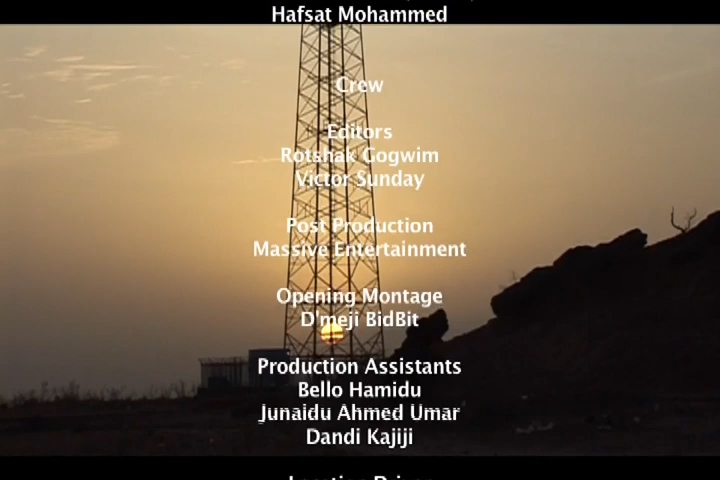 Hafsat Mohammed
Crew
Editors
Rotshak Gogwim
Victor Sunday
Post Production
Massive Entertainment
Opening Montage
D'meji BidBit
Production Assistants
Bello Hamidu
Junaidu Ahmed Umar
Dandi Kajiji